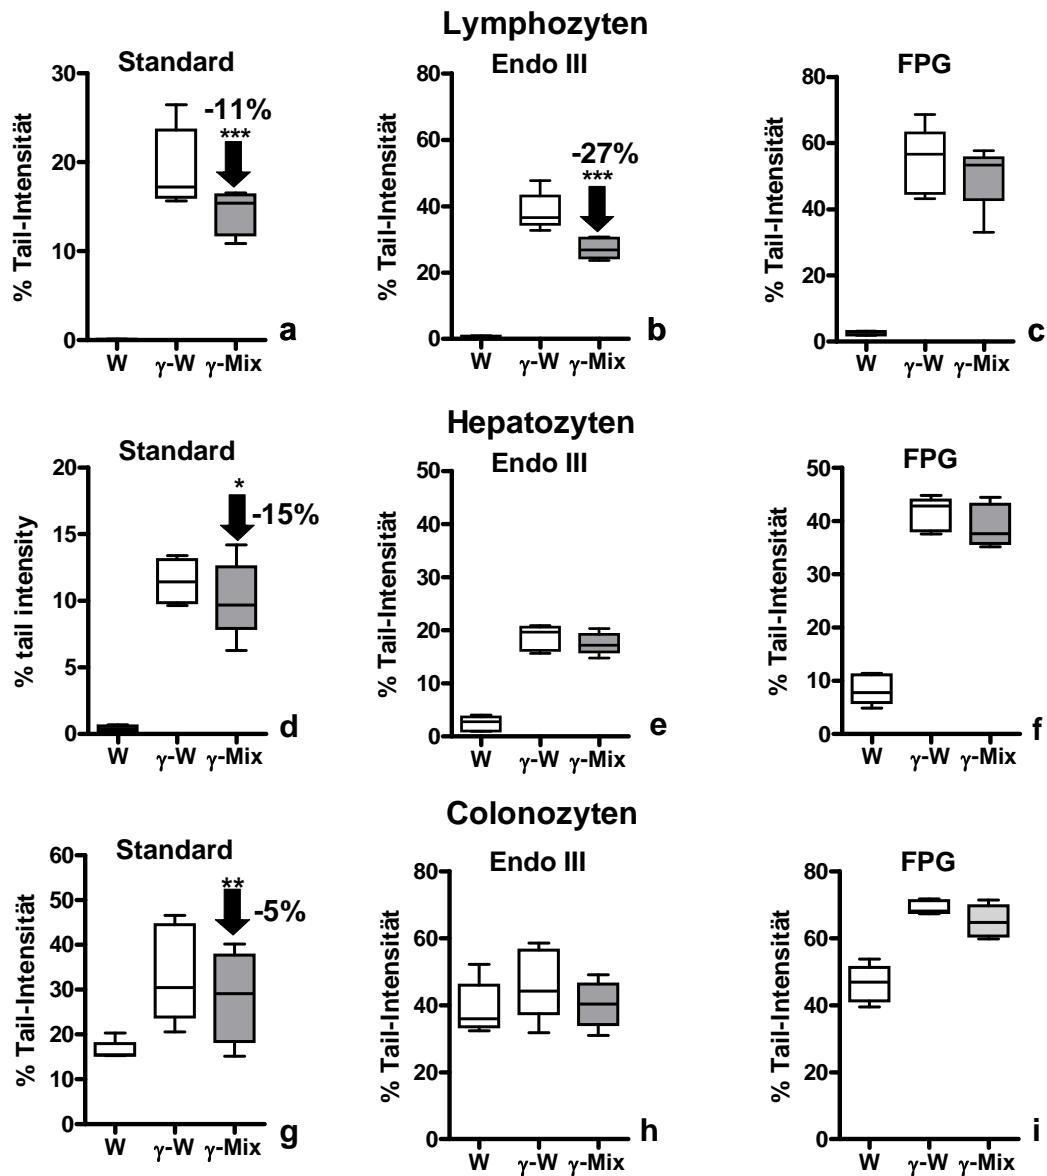 Lymphozyten
Standard
Endo III
FPG
% Tail-Intensität
30
20
10
0
-11%
***
W γ-W γ-Mix
a
% Tail-Intensität
80
60
40
20
0
-27%
***
W γ-W γ-Mix
b
% Tail-Intensität
80
60
40
20
0
W γ-W γ-Mix
c
Hepatozyten
Standard
Endo III
FPG
% tail intensity
20
15
10
5
0
*
-15%
W γ-W γ-Mix
d
% Tail-Intensität
50
40
30
20
10
0
W γ-W γ-Mix
e
% Tail-Intensität
50
40
30
20
10
0
W γ-W γ-Mix
f
Colonozyten
Standard
Endo III
FPG
% Tail-Intensität
60
50
40
30
20
10
0
**
-5%
W γ-W γ-Mix
g
% Tail-Intensität
80
60
40
20
0
W γ-W γ-Mix
h
% Tail-Intensität
80
60
40
20
0
W γ-W γ-Mix
i